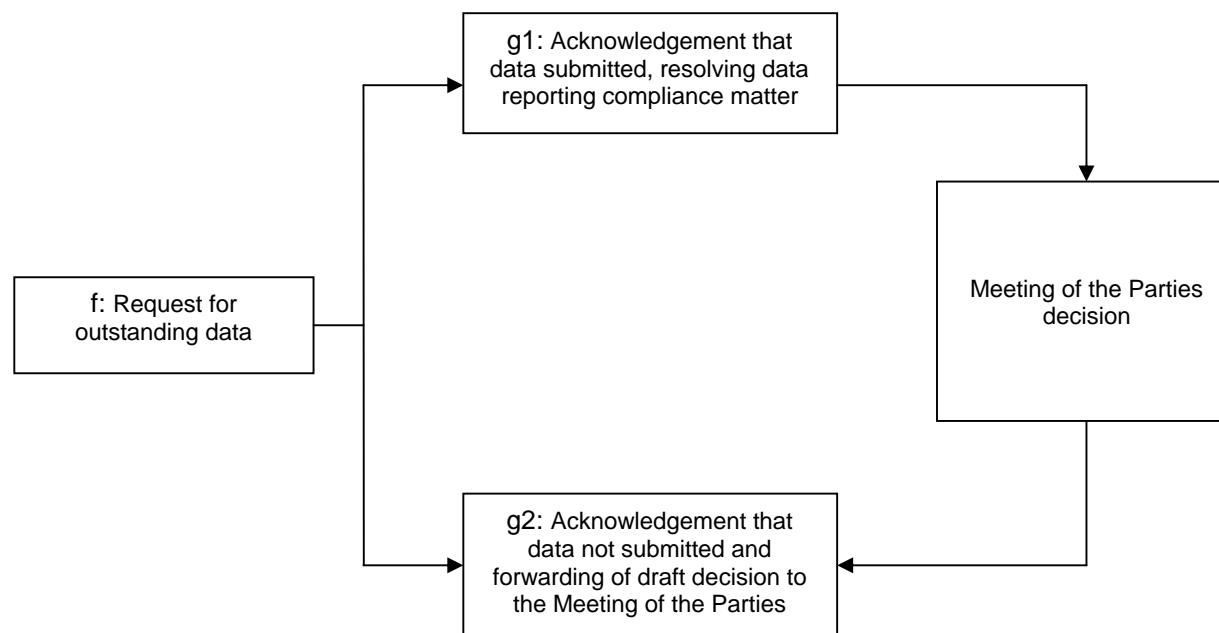 g1: Acknowledgement that
data submitted, resolving data
reporting compliance matter
f: Request for
outstanding data
Meeting of the Parties
decision
g2: Acknowledgement that
data not submitted and
forwarding of draft decision to
the Meeting of the Parties